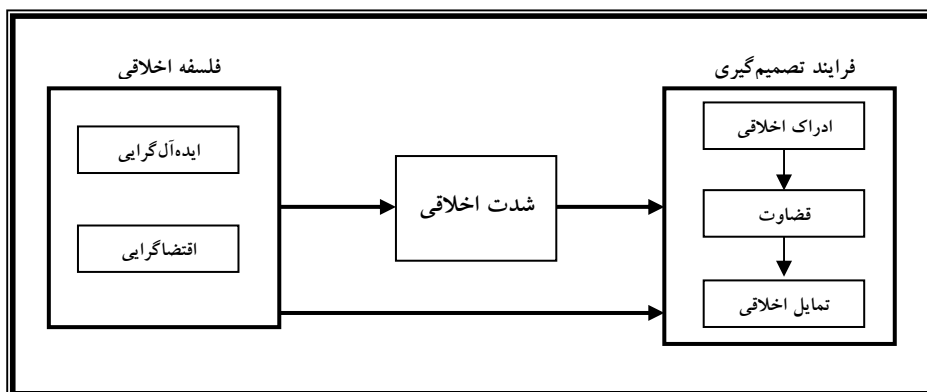 فرایند تصمیم‌گیری
ادراک اخلاقی
قضاوت
تمایل اخلاقی
شدت اخلاقی
فلسفه اخلاقی
ایده‌آل‌گرایی
اقتضاگرایی